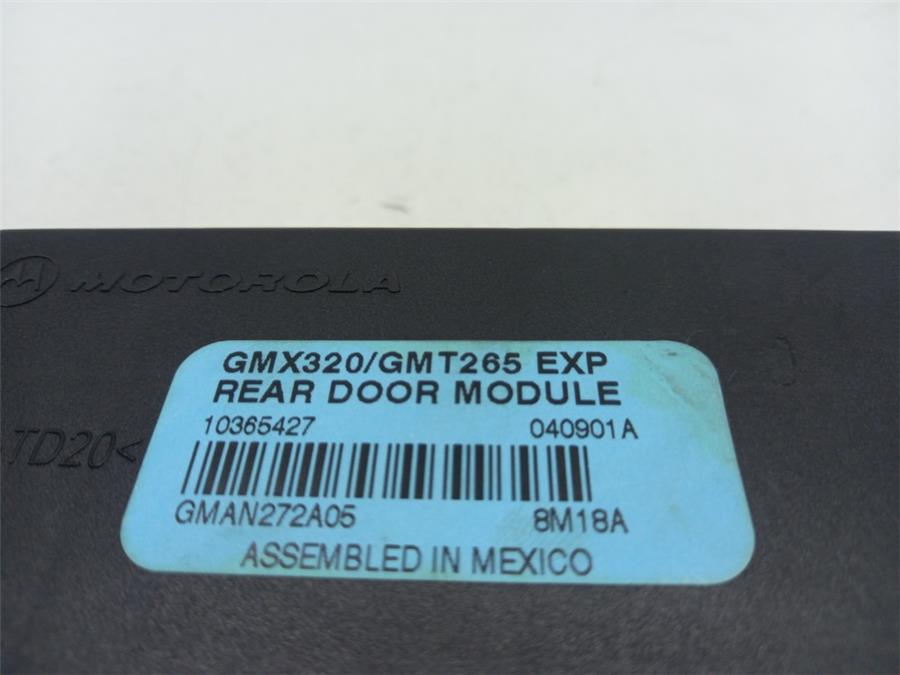 MOTOROLA
GMX320/GMT265 EXP
REAR DOOR MODULE
10365427 040901A
TD20<
GMAN272A05 8M18A
ASSEMBLED IN MEXICO